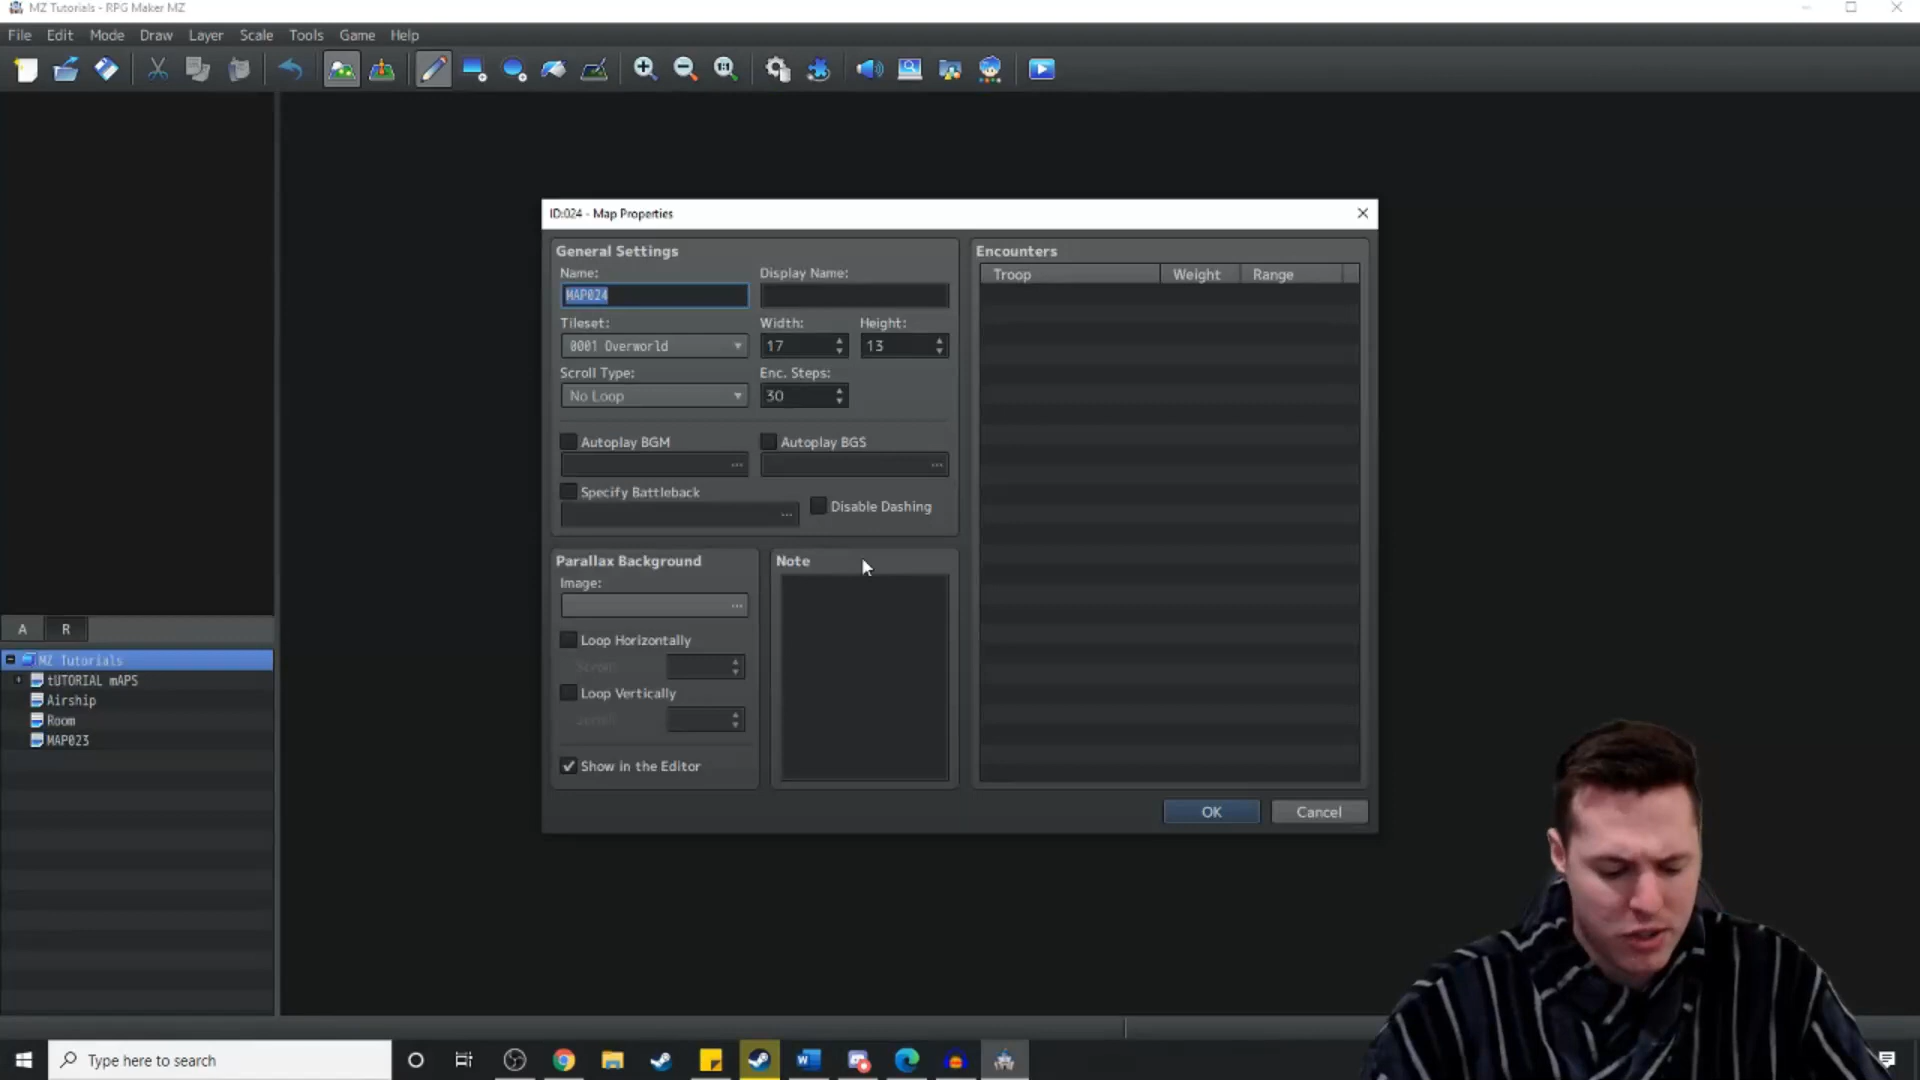 MZ Tutorials - RPG Maker MZ
File Edit Mode Draw Layer Scale Tools Game Help
ID:024 - Map Properties
General Settings
Name: Display Name:
MAP024
Tileset: Width: Height:
0001 Overworld 17 13
Scroll Type: Enc. Steps:
No Loop 30
Autoplay BGM Autoplay BGS
... ...
Specify Battleback
Disable Dashing
...
Parallax Background
Image:
...
Loop Horizontally
Loop Vertically
Show in the Editor
Note
Encounters
Troop Weight Range
OK Cancel
A R
MZ Tutorials
tUTORIAL mAPS
Airship
Room
MAP023
Type here to search